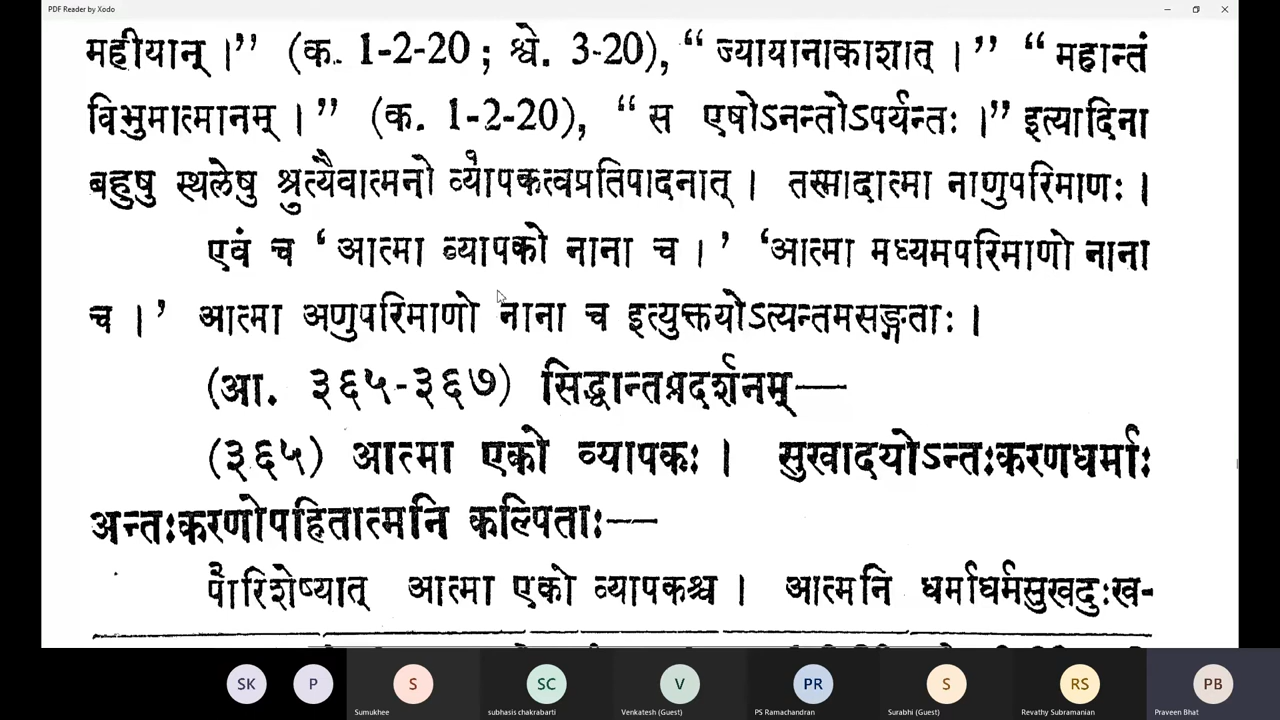 PDF Reader by Xodo
महीयान् ।” (क. 1-2-20 ; श्वे. 3-20), “ ज्यायानाकाशात् । ” “ महान्तं
विभुमात्मानम् । ” (क. 1-2-20), “ स एषोऽनन्तोऽपर्यन्तः । ” इत्यादिना
बहुषु स्थलेषु श्रुत्यैवात्मनो व्यापकत्वप्रतिपादनात् । तस्मादात्मा नाणुपरिमाणः ।
एवं च ‘ आत्मा व्यापको नाना च । ’ ‘आत्मा मध्यमपरिमाणो नाना
च । ’ आत्मा अणुपरिमाणो नाना च इत्युक्तयोऽत्यन्तमसङ्गताः ।
(आ. ३६५-३६७) सिद्धान्तप्रदर्शनम्—
(३६५) आत्मा एको व्यापकः । सुखादयोऽन्तःकरणधर्माः
अन्तःकरणोपहितात्मनि कल्पिताः—
पारिशेष्यात् आत्मा एको व्यापकश्च । आत्मनि धर्माधर्मसुखदुःख-
SK P S SC V PR S RS PB
Sumukhee subhasis chakrabarti Venkatesh (Guest) PS Ramachandran Surabhi (Guest) Revathy Subramanian Praveen Bhat